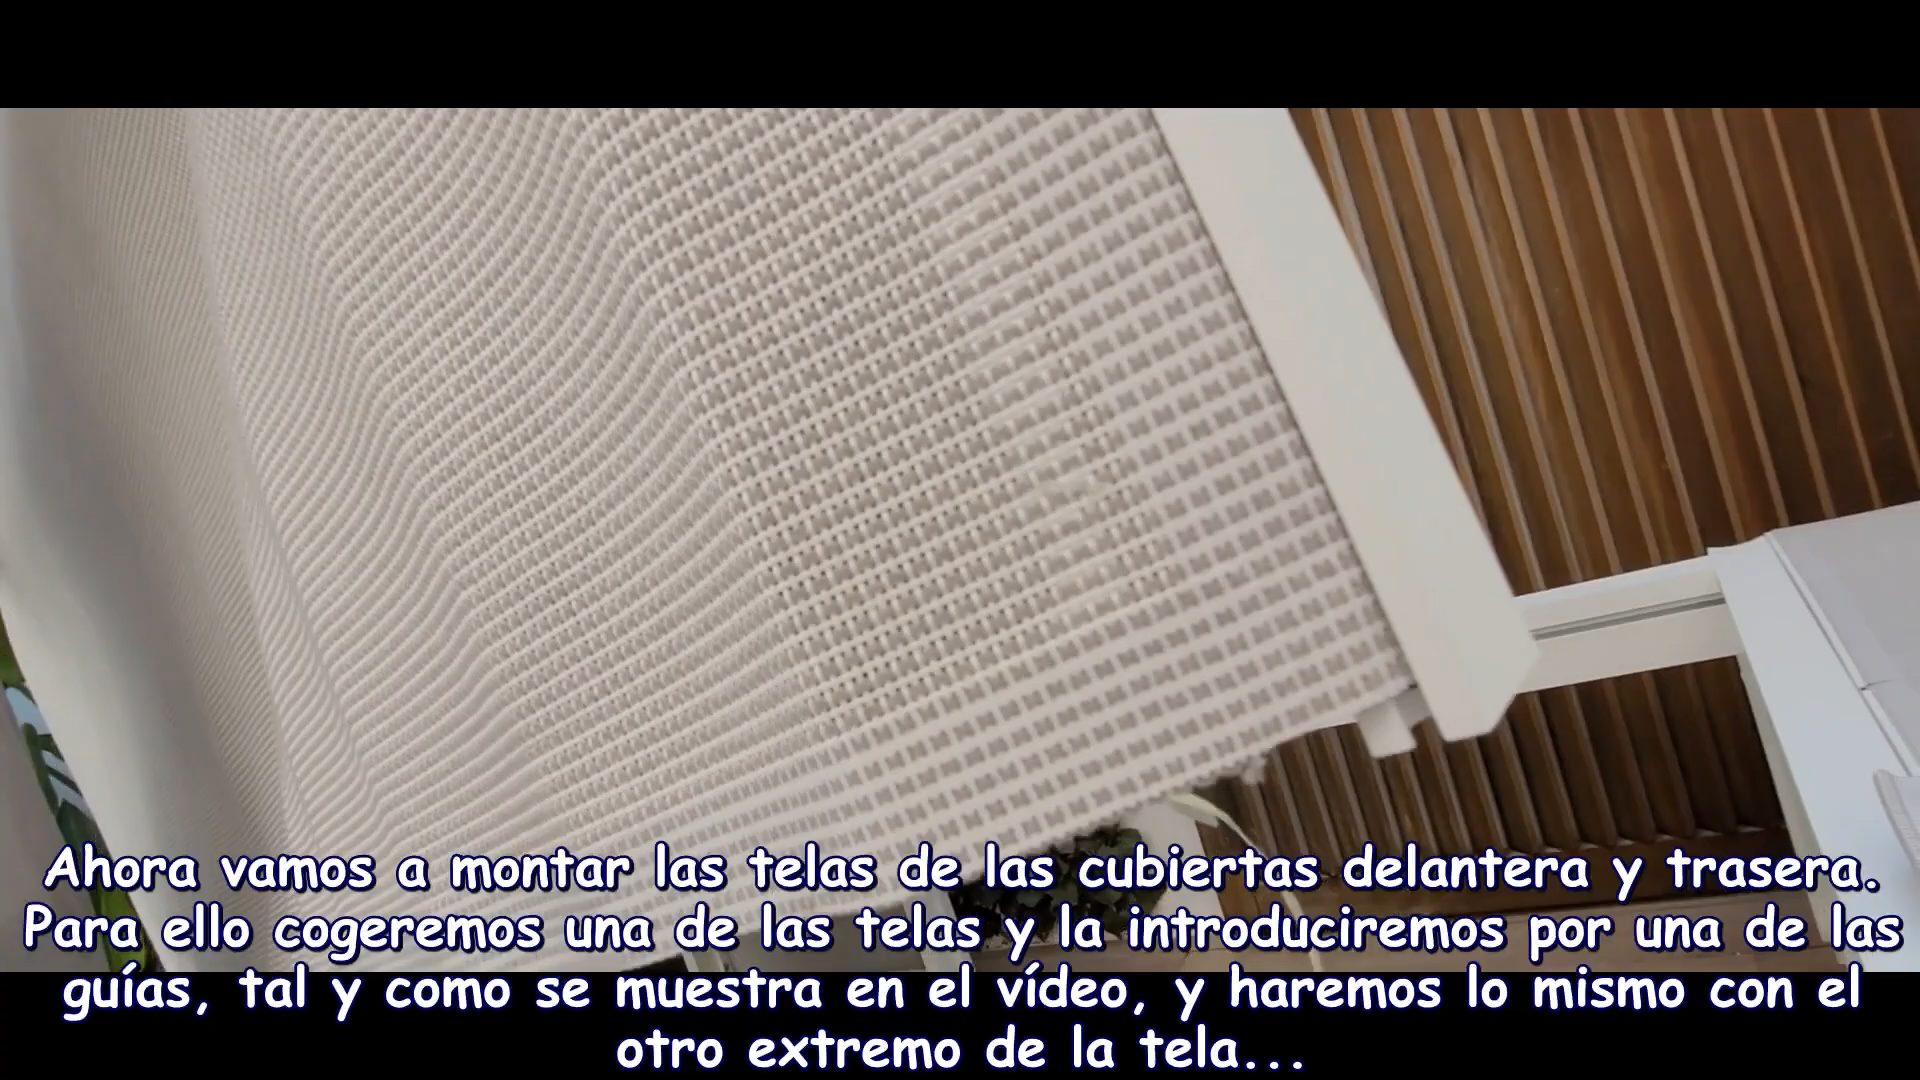 Ahora vamos a montar las telas de las cubiertas delantera y trasera.
Para ello cogeremos una de las telas y la introduciremos por una de las
guías, tal y como se muestra en el vídeo, y haremos lo mismo con el
otro extremo de la tela...